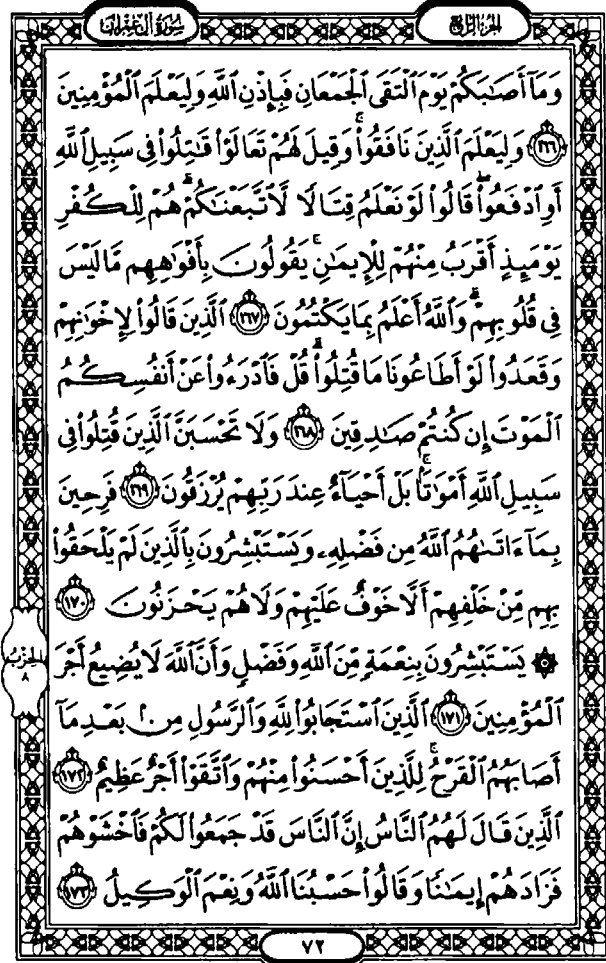 سُورَةُ آلِ عِمْرَان
الجُزْءُ الرَّابِعُ
وَمَآ أَصَٰبَكُمْ يَوْمَ ٱلْتَقَى ٱلْجَمْعَانِ فَبِإِذْنِ ٱللَّهِ وَلِيَعْلَمَ ٱلْمُؤْمِنِينَ
١٦٦ وَلِيَعْلَمَ ٱلَّذِينَ نَافَقُوا۟ۚ وَقِيلَ لَهُمْ تَعَالَوْا۟ قَٰتِلُوا۟ فِى سَبِيلِ ٱللَّهِ
أَوِ ٱدْفَعُوا۟ۖ قَالُوا۟ لَوْ نَعْلَمُ قِتَالًا لَّٱتَّبَعْنَٰكُمْۗ هُمْ لِلْكُفْرِ
يَوْمَئِذٍ أَقْرَبُ مِنْهُمْ لِلْإِيمَٰنِۚ يَقُولُونَ بِأَفْوَٰهِهِم مَّا لَيْسَ
فِى قُلُوبِهِمْۗ وَٱللَّهُ أَعْلَمُ بِمَا يَكْتُمُونَ ١٦٧ ٱلَّذِينَ قَالُوا۟ لِإِخْوَٰنِهِمْ
وَقَعَدُوا۟ لَوْ أَطَاعُونَا مَا قُتِلُوا۟ۗ قُلْ فَٱدْرَءُوا۟ عَنْ أَنفُسِكُمُ
ٱلْمَوْتَ إِن كُنتُمْ صَٰدِقِينَ ١٦٨ وَلَا تَحْسَبَنَّ ٱلَّذِينَ قُتِلُوا۟ فِى
سَبِيلِ ٱللَّهِ أَمْوَٰتًۢاۚ بَلْ أَحْيَآءٌ عِندَ رَبِّهِمْ يُرْزَقُونَ ١٦٩ فَرِحِينَ
بِمَآ ءَاتَىٰهُمُ ٱللَّهُ مِن فَضْلِهِۦ وَيَسْتَبْشِرُونَ بِٱلَّذِينَ لَمْ يَلْحَقُوا۟
بِهِم مِّنْ خَلْفِهِمْ أَلَّا خَوْفٌ عَلَيْهِمْ وَلَا هُمْ يَحْزَنُونَ ١٧٠
۞ يَسْتَبْشِرُونَ بِنِعْمَةٍ مِّنَ ٱللَّهِ وَفَضْلٍ وَأَنَّ ٱللَّهَ لَا يُضِيعُ أَجْرَ
ٱلْمُؤْمِنِينَ ١٧١ ٱلَّذِينَ ٱسْتَجَابُوا۟ لِلَّهِ وَٱلرَّسُولِ مِنۢ بَعْدِ مَآ
أَصَابَهُمُ ٱلْقَرْحُۚ لِلَّذِينَ أَحْسَنُوا۟ مِنْهُمْ وَٱتَّقَوْا۟ أَجْرٌ عَظِيمٌ ١٧٢
ٱلَّذِينَ قَالَ لَهُمُ ٱلنَّاسُ إِنَّ ٱلنَّاسَ قَدْ جَمَعُوا۟ لَكُمْ فَٱخْشَوْهُمْ
فَزَادَهُمْ إِيمَٰنًا وَقَالُوا۟ حَسْبُنَا ٱللَّهُ وَنِعْمَ ٱلْوَكِيلُ ١٧٣
الحِزْبُ
٨
٧٢